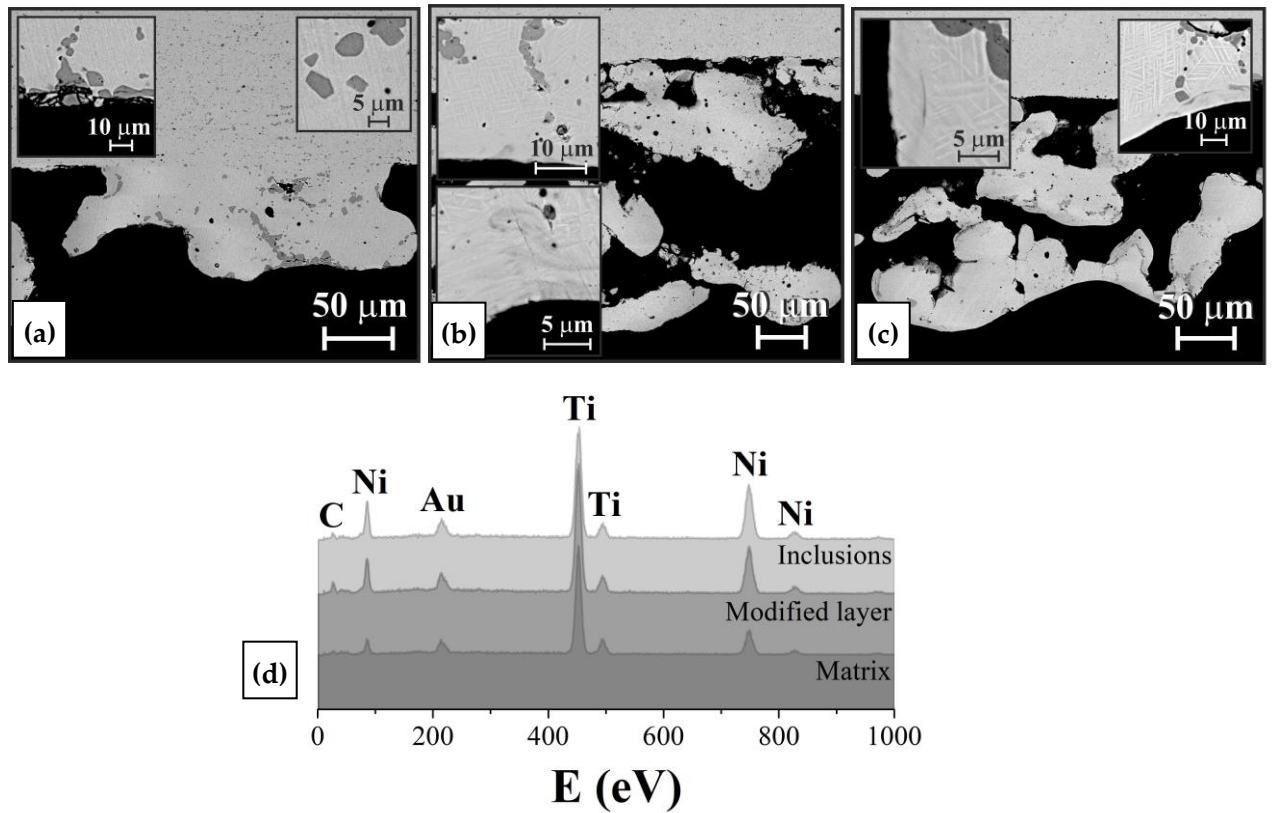 10 μm
5 μm
50 μm
(a)
10 μm
5 μm
50 μm
(b)
5 μm
10 μm
50 μm
(c)
Ti
Ni
Ni
Au
Ti
C
Ni
Inclusions
Modified layer
Matrix
(d)
0
200
400
600
800
1000
E (eV)